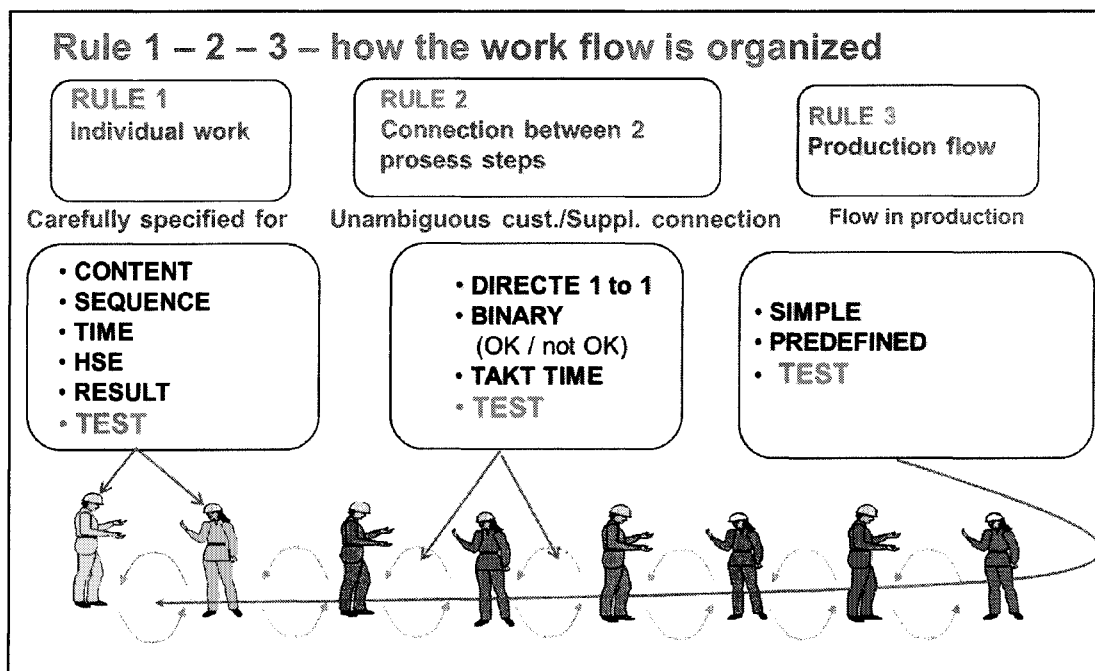 Rule 1 – 2 – 3 – how the work flow is organized
RULE 1
Individual work
RULE 2
Connection between 2
prosess steps
RULE 3
Production flow
Carefully specified for
Unambiguous cust./Suppl. connection
Flow in production
• CONTENT
• SEQUENCE
• TIME
• HSE
• RESULT
• TEST
• DIRECTE 1 to 1
• BINARY
(OK / not OK)
• TAKT TIME
• TEST
• SIMPLE
• PREDEFINED
• TEST